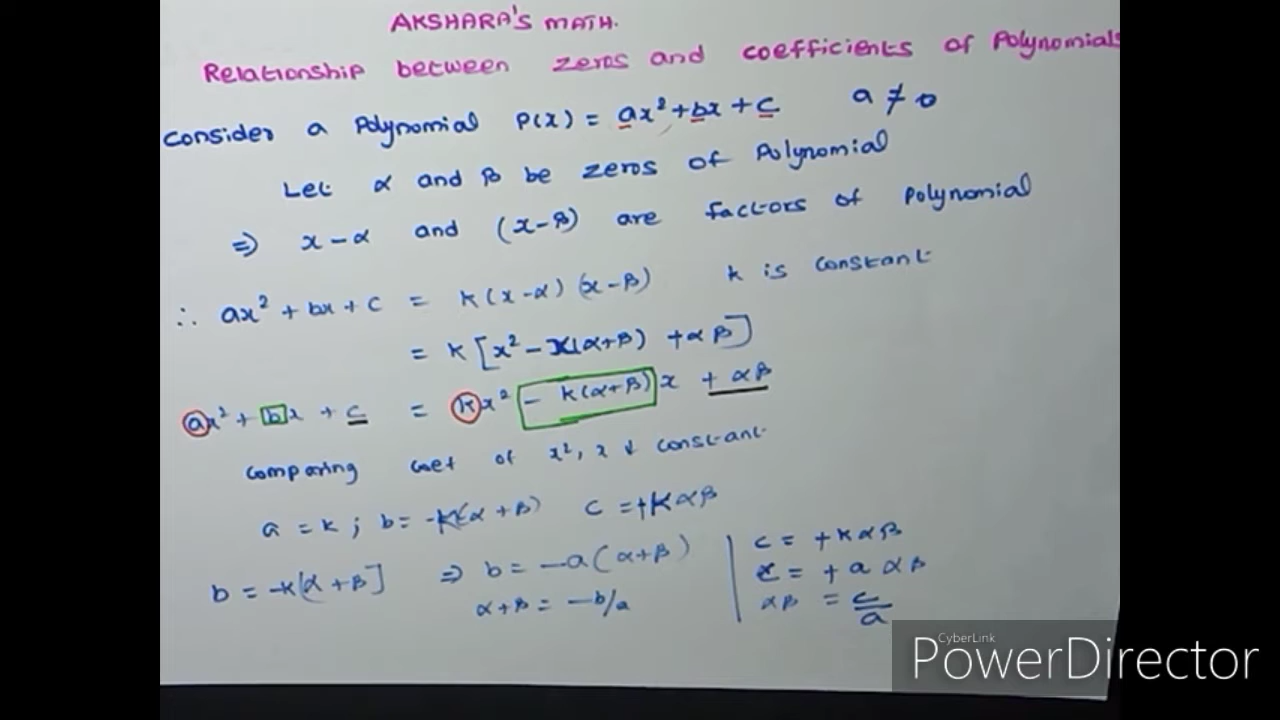 AKSHARA'S MATH.
Relationship between zeros and coefficients of Polynomials
Consider a Polynomial P(x) = ax² + bx + c a ≠ 0
Let α and β be zeros of Polynomial
⇒ x-α and (x-β) are factors of Polynomial
∴ ax² + bx + c = k(x-α) (x-β) k is constant
= k[x² - x(α+β) + αβ]
ax² + bx + c = kx² - k(α+β)x + αβ
comparing of x², x & constant
a = k ; b = -k(α+β) c = +kαβ
b = -k[α+β] ⇒ b = -a(α+β)
α+β = -b/a
c = +kαβ
c = +aαβ
αβ = c/a
CyberLink
PowerDirector